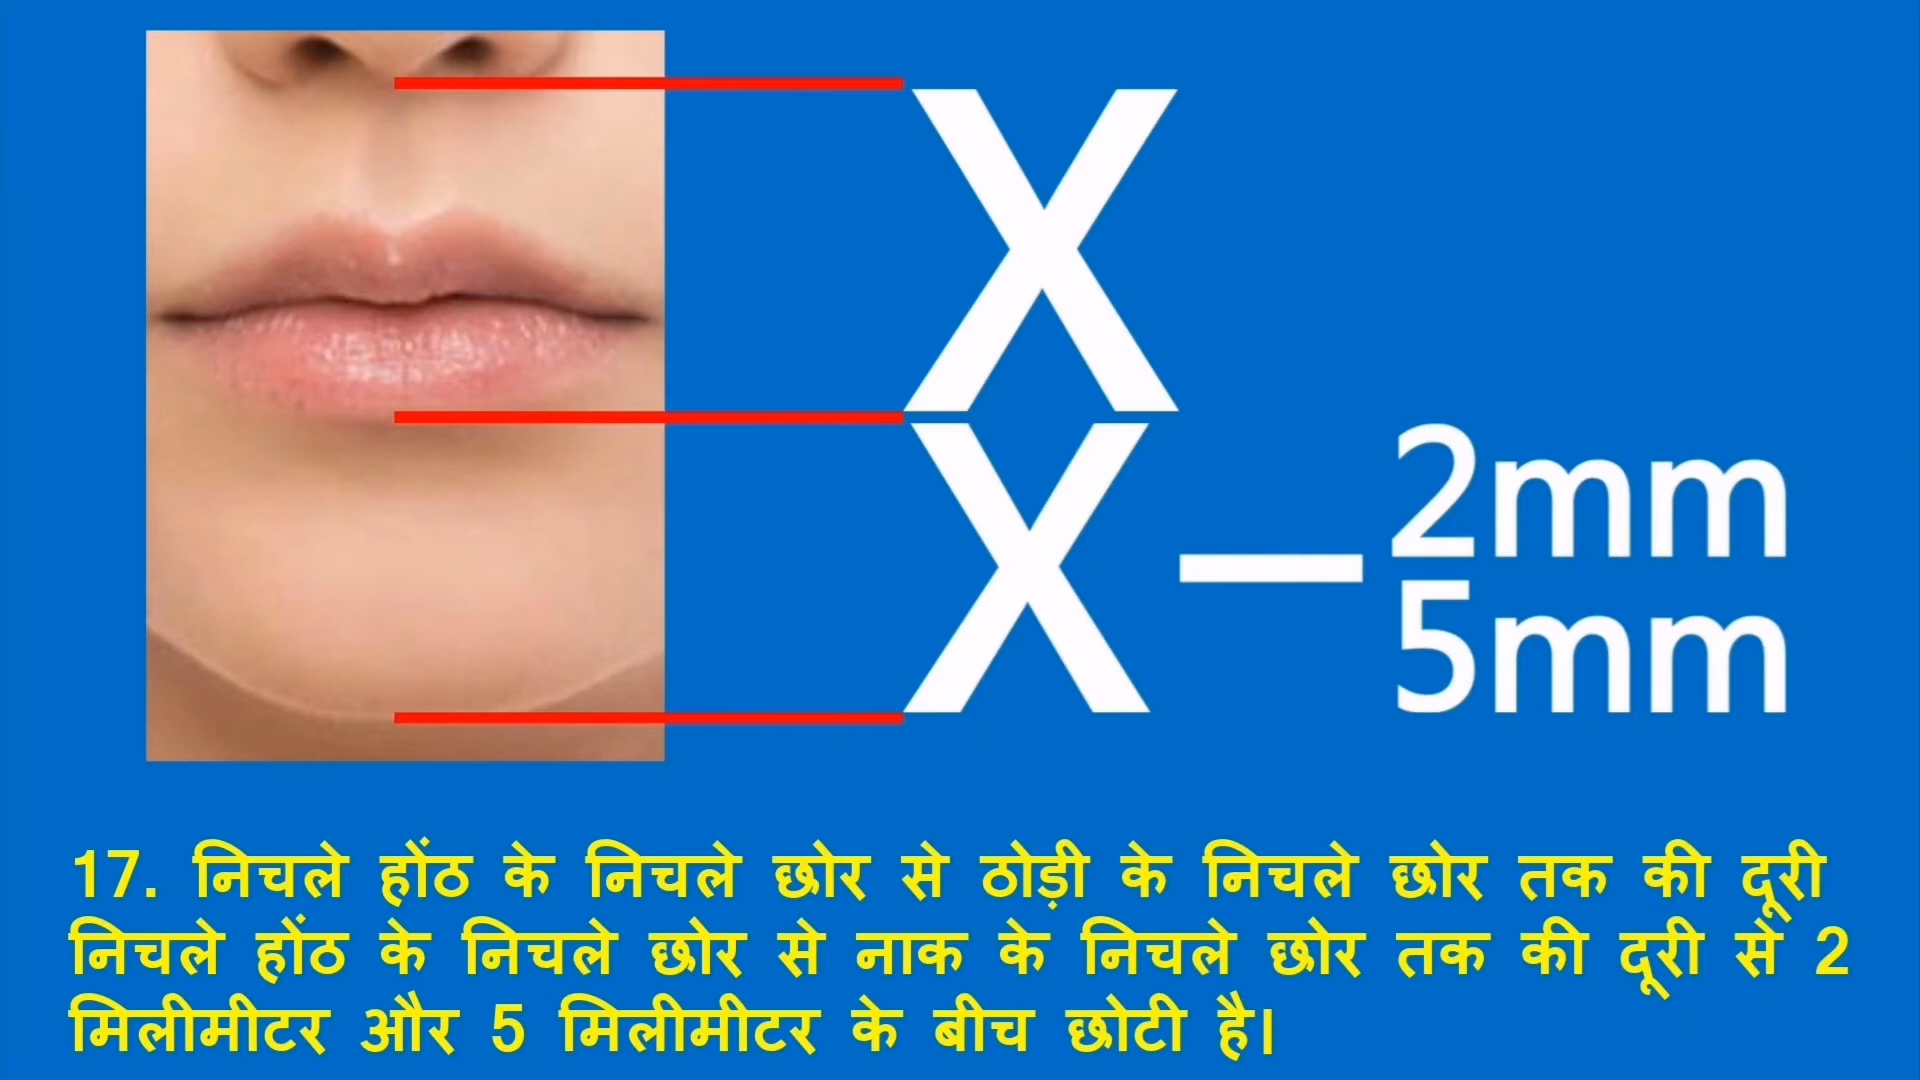 X
X – 2mm
5mm
17. निचले होंठ के निचले छोर से ठोड़ी के निचले छोर तक की दूरी
निचले होंठ के निचले छोर से नाक के निचले छोर तक की दूरी से 2
मिलीमीटर और 5 मिलीमीटर के बीच छोटी है।